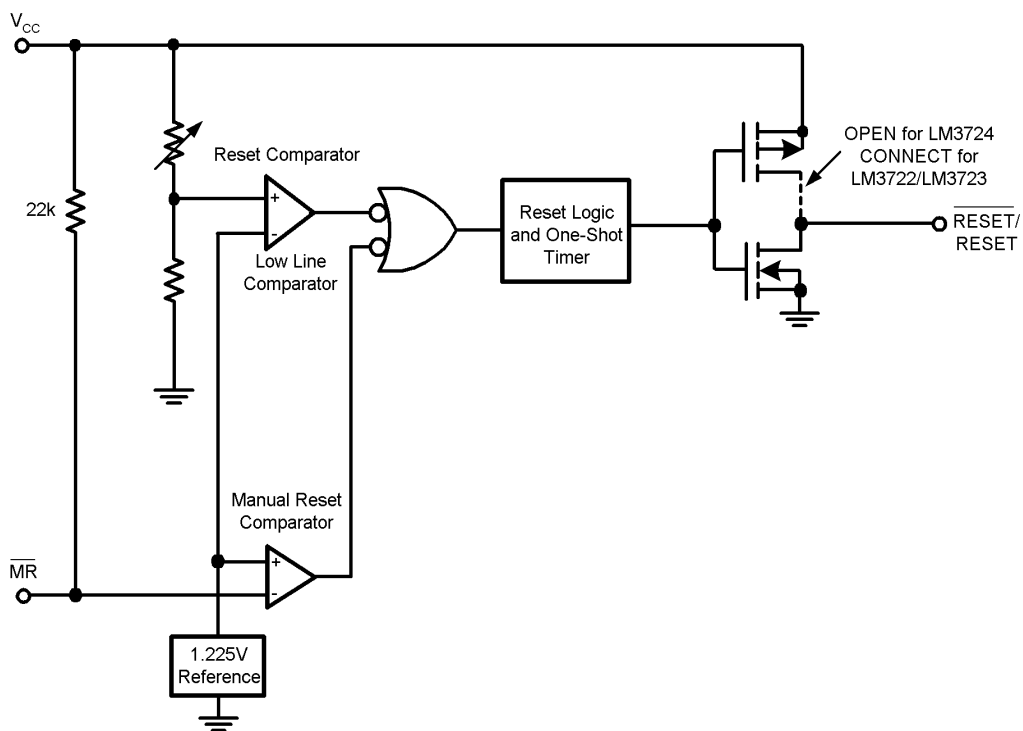 VCC
OPEN for LM3724
CONNECT for
LM3722/LM3723
Reset Comparator
+
-
22k
Low Line
Comparator
Reset Logic
and One-Shot
Timer
RESET/
RESET
Manual Reset
Comparator
+
-
MR
1.225V
Reference